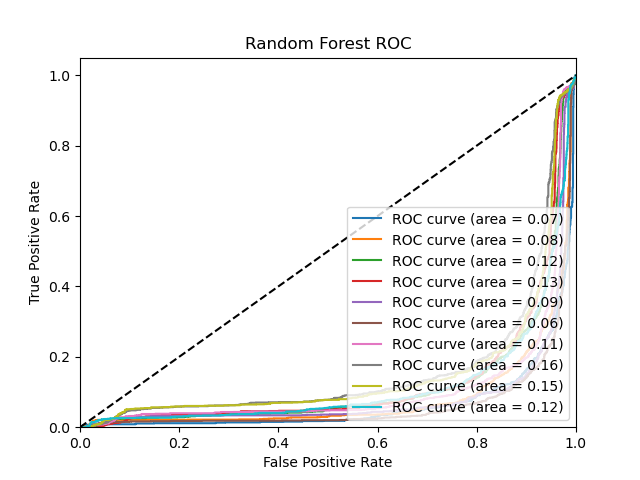 Random Forest ROC
True Positive Rate
1.0
0.8
0.6
0.4
0.2
0.0
ROC curve (area = 0.07)
ROC curve (area = 0.08)
ROC curve (area = 0.12)
ROC curve (area = 0.13)
ROC curve (area = 0.09)
ROC curve (area = 0.06)
ROC curve (area = 0.11)
ROC curve (area = 0.16)
ROC curve (area = 0.15)
ROC curve (area = 0.12)
0.0 0.2 0.4 0.6 0.8 1.0
False Positive Rate